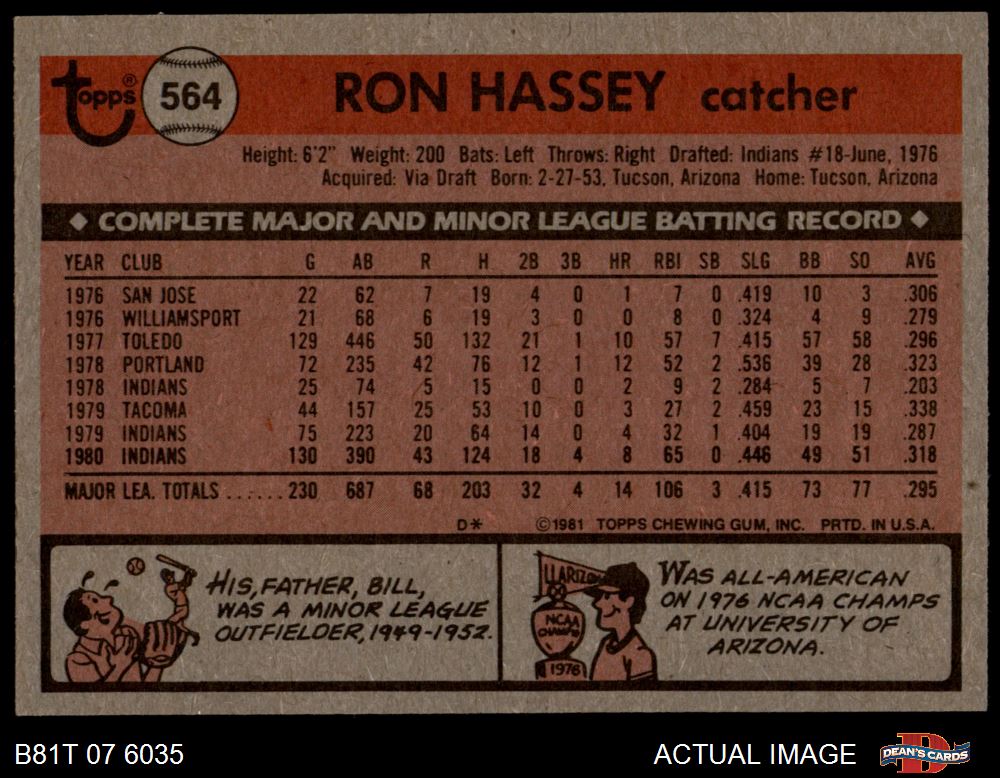 topps® 564 RON HASSEY catcher
Height: 6'2" Weight: 200 Bats: Left Throws: Right Drafted: Indians #18-June, 1976
Acquired: Via Draft Born: 2-27-53, Tucson, Arizona Home: Tucson, Arizona
◆ COMPLETE MAJOR AND MINOR LEAGUE BATTING RECORD ◆
YEAR CLUB G AB R H 2B 3B HR RBI SB SLG BB SO AVG
1976 SAN JOSE 22 62 7 19 4 0 1 7 0 .419 10 3 .306
1976 WILLIAMSPORT 21 68 6 19 3 0 0 8 0 .324 4 9 .279
1977 TOLEDO 129 446 50 132 21 1 10 57 7 .415 57 58 .296
1978 PORTLAND 72 235 42 76 12 1 12 52 2 .536 39 28 .323
1978 INDIANS 25 74 5 15 0 0 2 9 2 .284 5 7 .203
1979 TACOMA 44 157 25 53 10 0 3 27 2 .459 23 15 .338
1979 INDIANS 75 223 20 64 14 0 4 32 1 .404 19 19 .287
1980 INDIANS 130 390 43 124 18 4 8 65 0 .446 49 51 .318
MAJOR LEA. TOTALS ...... 230 687 68 203 32 4 14 106 3 .415 73 77 .295
D* ©1981 TOPPS CHEWING GUM, INC. PRTD. IN U.S.A.
HIS, FATHER, BILL,
WAS A MINOR LEAGUE
OUTFIELDER, 1949-1952.
U. ARIZON
NCAA
CHAMPS
1976
WAS ALL-AMERICAN
ON 1976 NCAA CHAMPS
AT UNIVERSITY OF
ARIZONA.
B81T 07 6035
ACTUAL IMAGE
DEAN'S CARDS